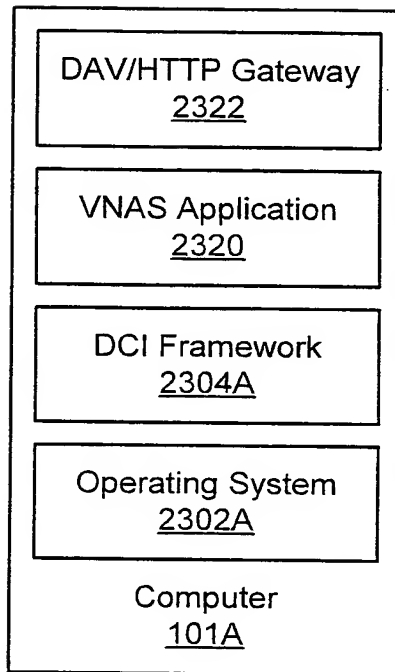 DAV/HTTP Gateway
2322
VNAS Application
2320
DCI Framework
2304A
Operating System
2302A
Computer
101A